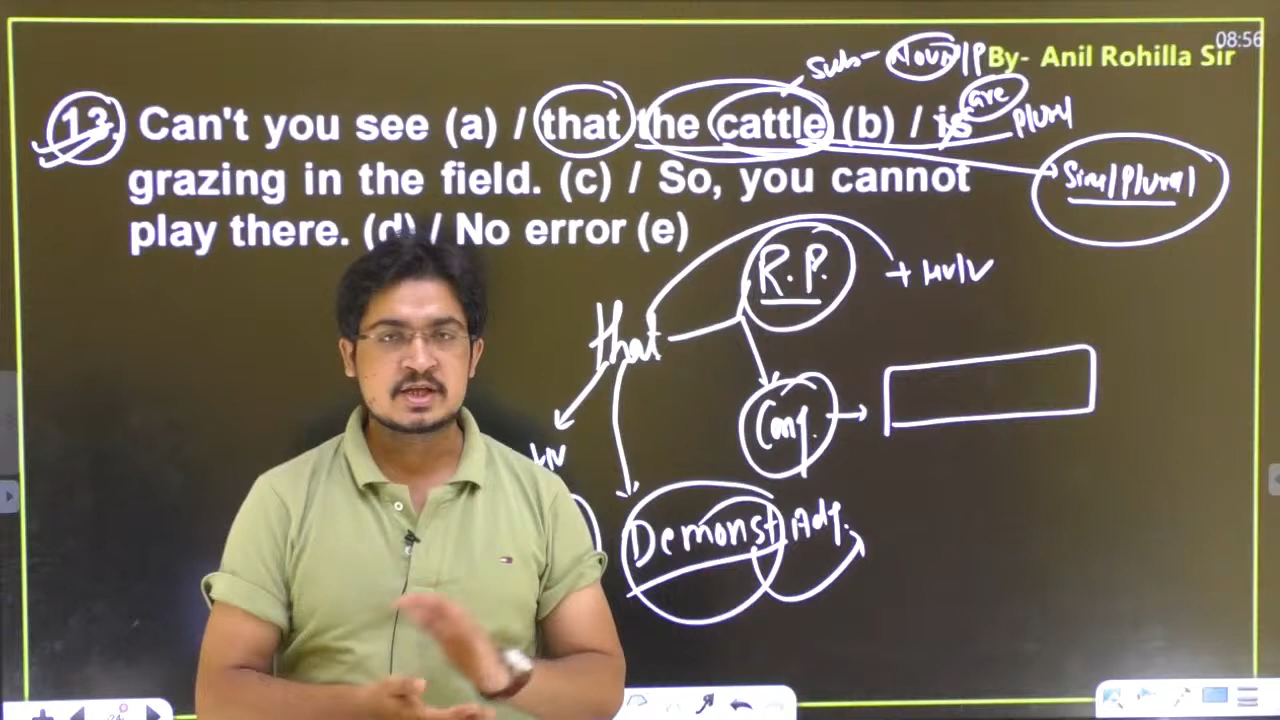 08:56
Sub- Noun/P By- Anil Rohilla Sir
are
13. Can't you see (a) / that the cattle (b) / is Plural
grazing in the field. (c) / So, you cannot Sin/Plural
play there. (d) / No error (e)
R.P. + HV/V
that
Conj.
Demonst Adj.